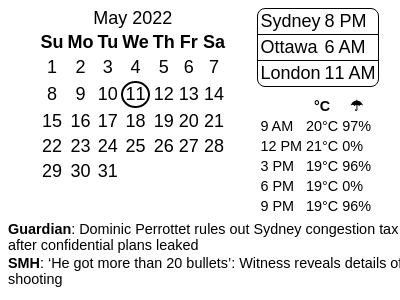 May 2022
Su Mo Tu We Th Fr Sa
1 2 3 4 5 6 7
8 9 10 11 12 13 14
15 16 17 18 19 20 21
22 23 24 25 26 27 28
29 30 31
Sydney 8 PM
Ottawa 6 AM
London 11 AM
°C ☂
9 AM 20°C 97%
12 PM 21°C 0%
3 PM 19°C 96%
6 PM 19°C 0%
9 PM 19°C 96%
Guardian: Dominic Perrottet rules out Sydney congestion tax
after confidential plans leaked
SMH: ‘He got more than 20 bullets’: Witness reveals details of
shooting